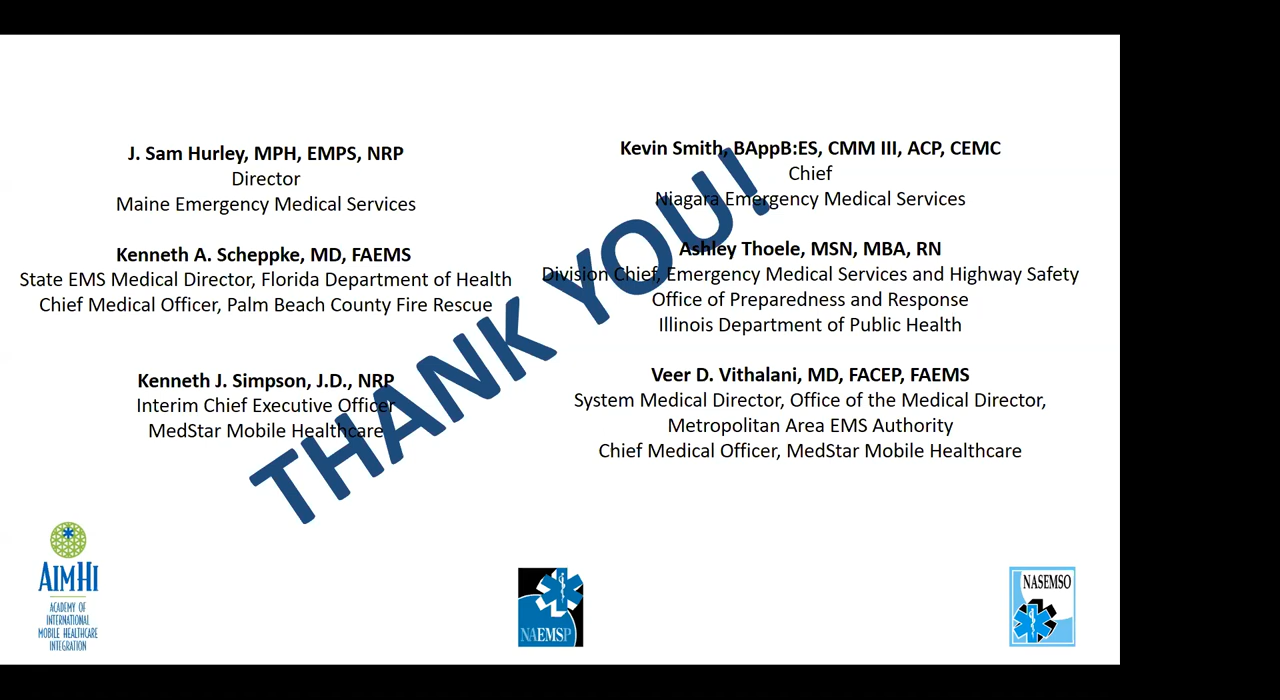 J. Sam Hurley, MPH, EMPS, NRP
Director
Maine Emergency Medical Services
Kenneth A. Scheppke, MD, FAEMS
State EMS Medical Director, Florida Department of Health
Chief Medical Officer, Palm Beach County Fire Rescue
Kenneth J. Simpson, J.D., NRP
Interim Chief Executive Officer
MedStar Mobile Healthcare
Kevin Smith, BAppB:ES, CMM III, ACP, CEMC
Chief
Niagara Emergency Medical Services
Ashley Thoele, MSN, MBA, RN
Division Chief, Emergency Medical Services and Highway Safety
Office of Preparedness and Response
Illinois Department of Public Health
Veer D. Vithalani, MD, FACEP, FAEMS
System Medical Director, Office of the Medical Director,
Metropolitan Area EMS Authority
Chief Medical Officer, MedStar Mobile Healthcare
THANK YOU!
AIMHI
ACADEMY OF
INTERNATIONAL
MOBILE HEALTHCARE
INTEGRATION
NAEMSP
NASEMSO